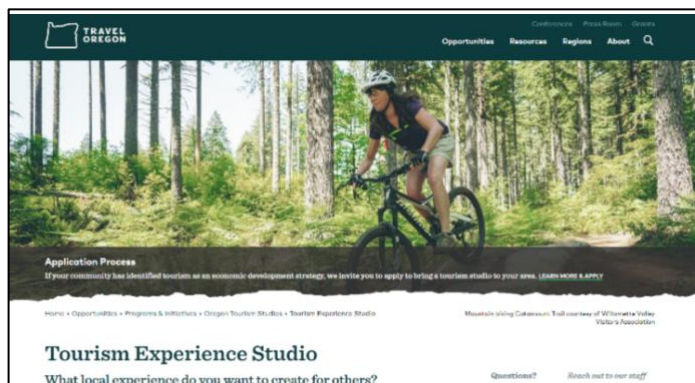 TRAVEL
OREGON
Conferences Press Room Grants
Opportunities Resources Regions About
Application Process
If your community has identified tourism as an economic development strategy, we invite you to apply to bring a tourism studio to your area. LEARN MORE & APPLY
Home • Opportunities • Programs & Initiatives • Oregon Tourism Studios • Tourism Experience Studio
Mountain biking Catamount Trail courtesy of Willamette Valley
Visitors Association
Tourism Experience Studio
What local experience do you want to create for others?
Questions? Reach out to our staff